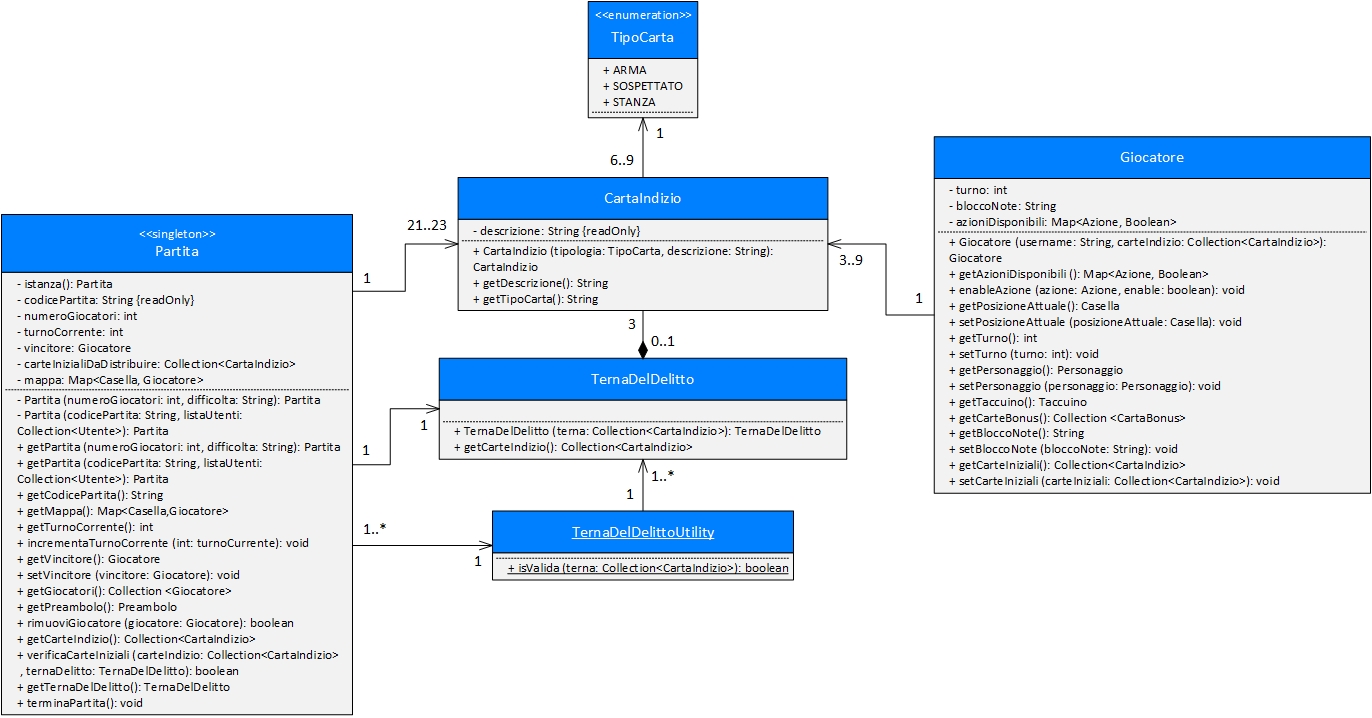 <<enumeration>>
TipoCarta
+ ARMA
+ SOSPETTATO
+ STANZA
1
6..9
CartaIndizio
- descrizione: String {readOnly}
+ CartaIndizio (tipologia: TipoCarta, descrizione: String):
CartaIndizio
+ getDescrizione(): String
+ getTipoCarta(): String
Giocatore
- turno: int
- bloccoNote: String
- azioniDisponibili: Map<Azione, Boolean>
+ Giocatore (username: String, carteIndizio: Collection<CartaIndizio>):
Giocatore
+ getAzioniDisponibili (): Map<Azione, Boolean>
+ enableAzione (azione: Azione, enable: boolean): void
+ getPosizioneAttuale(): Casella
+ setPosizioneAttuale (posizioneAttuale: Casella): void
+ getTurno(): int
+ setTurno (turno: int): void
+ getPersonaggio(): Personaggio
+ setPersonaggio (personaggio: Personaggio): void
+ getTaccuino(): Taccuino
+ getCarteBonus(): Collection <CartaBonus>
+ getBloccoNote(): String
+ setBloccoNote (bloccoNote: String): void
+ getCarteIniziali(): Collection<CartaIndizio>
+ setCarteIniziali (carteIniziali: Collection<CartaIndizio>): void
21..23
1
3..9
1
<<singleton>>
Partita
- istanza(): Partita
- codicePartita: String {readOnly}
- numeroGiocatori: int
- turnoCorrente: int
- vincitore: Giocatore
- carteInizialiDaDistribuire: Collection<CartaIndizio>
- mappa: Map<Casella, Giocatore>
- Partita (numeroGiocatori: int, difficolta: String): Partita
- Partita (codicePartita: String, listaUtenti:
Collection<Utente>): Partita
+ getPartita (numeroGiocatori: int, difficolta: String): Partita
+ getPartita (codicePartita: String, listaUtenti:
Collection<Utente>): Partita
+ getCodicePartita(): String
+ getMappa(): Map<Casella,Giocatore>
+ getTurnoCorrente(): int
+ incrementaTurnoCorrente (int: turnoCurrente): void
+ getVincitore(): Giocatore
+ setVincitore (vincitore: Giocatore): void
+ getGiocatori(): Collection <Giocatore>
+ getPreambolo(): Preambolo
+ rimuoviGiocatore (giocatore: Giocatore): boolean
+ getCarteIndizio(): Collection<CartaIndizio>
+ verificaCarteIniziali (carteIndizio: Collection<CartaIndizio>
, ternaDelitto: TernaDelDelitto): boolean
+ getTernaDelDelitto(): TernaDelDelitto
+ terminaPartita(): void
3
0..1
TernaDelDelitto
+ TernaDelDelitto (terna: Collection<CartaIndizio>): TernaDelDelitto
+ getCarteIndizio(): Collection<CartaIndizio>
1
1
1..*
1
TernaDelDelittoUtility
+ isValida (terna: Collection<CartaIndizio>): boolean
1..*
1